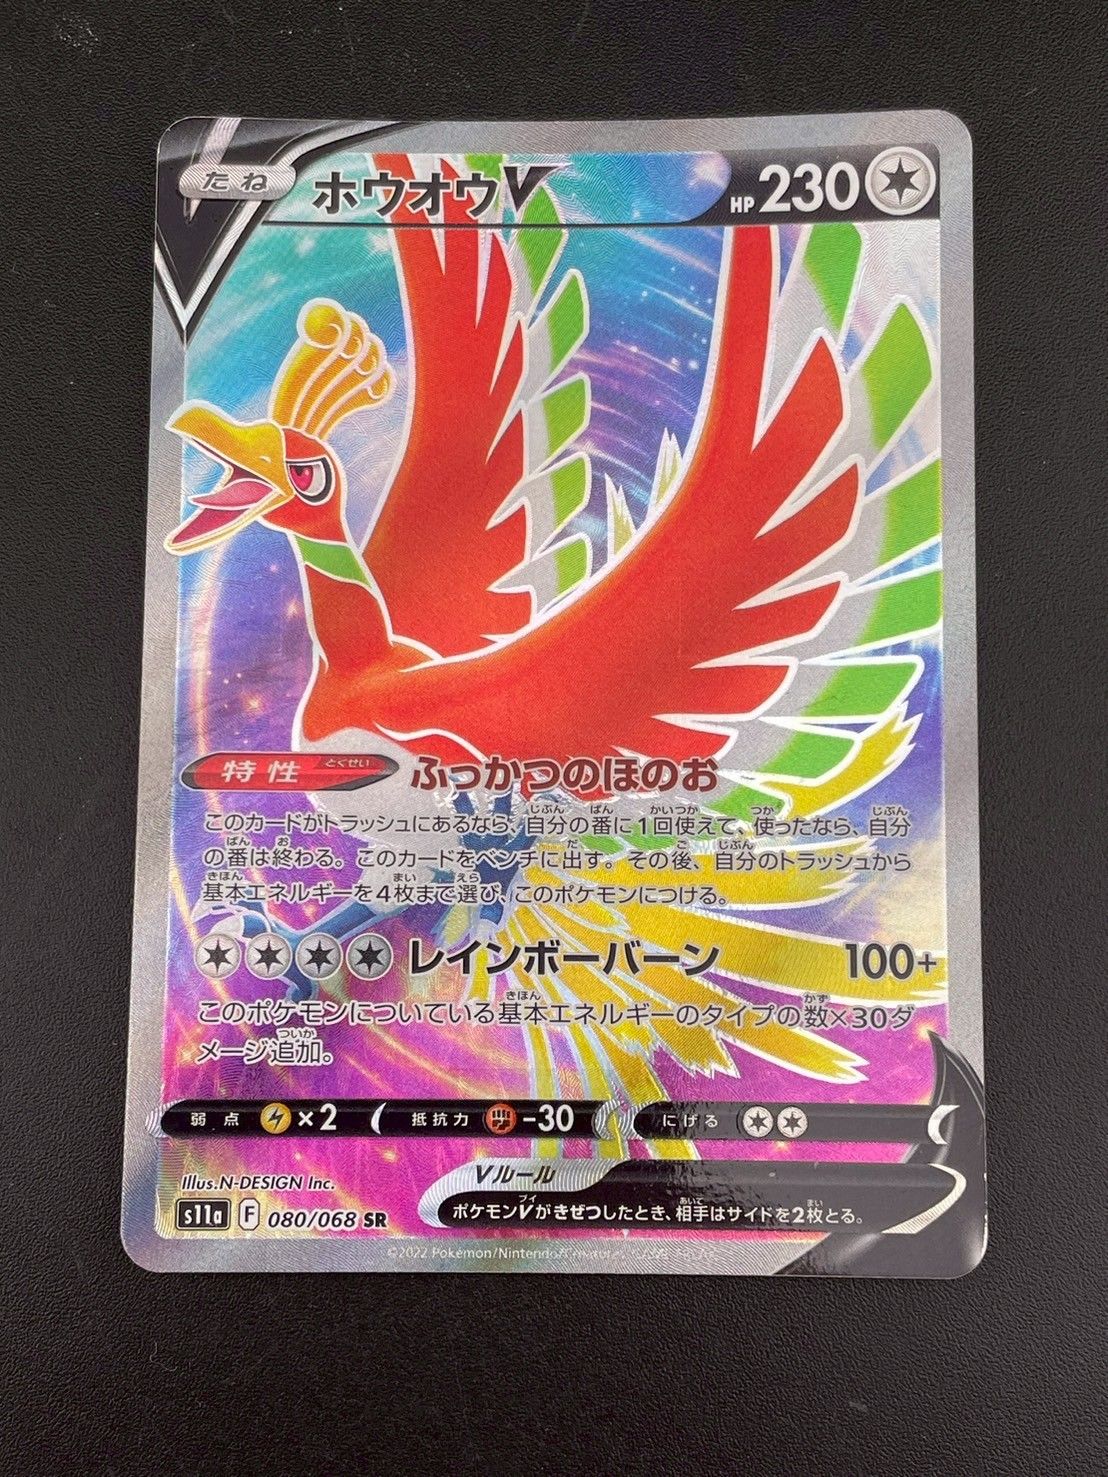 たね
ホウオウV
HP 230
特性 とくせい ふっかつのほのお
このカードがトラッシュにあるなら、自分の番に1回使えて、使ったなら、自分
の番は終わる。このカードをベンチに出す。その後、自分のトラッシュから
基本エネルギーを4枚まで選び、このポケモンにつける。
レインボーバーン 100+
このポケモンについている基本エネルギーのタイプの数×30ダ
メージ追加。
弱点 ×2 抵抗力 -30 にげる
Vルール
ポケモンVがきぜつしたとき、相手はサイドを2枚とる。
Illus. N-DESIGN Inc.
s11a F 080/068 SR
©2022 Pokémon/Nintendo/Creatures